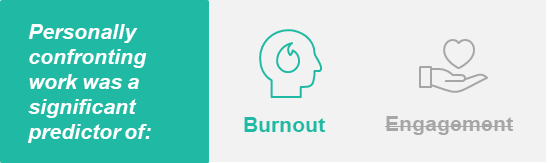 Personally
confronting
work was a
significant
predictor of:
Burnout
Engagement